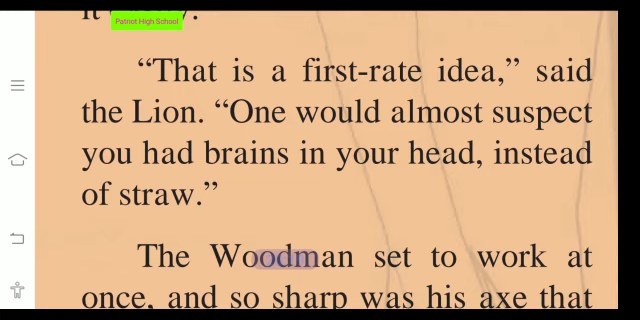 Patriot High School
“That is a first-rate idea,” said
the Lion. “One would almost suspect
you had brains in your head, instead
of straw.”
The Woodman set to work at
once, and so sharp was his axe that